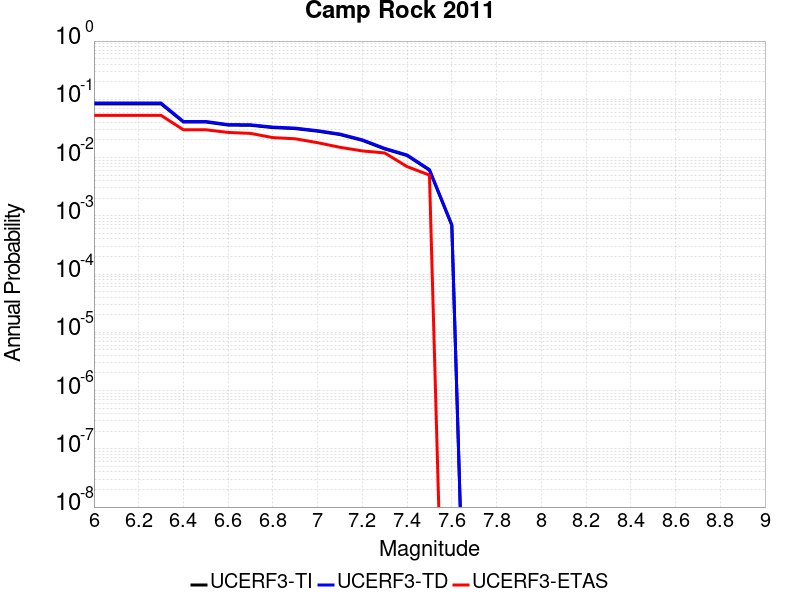 Camp Rock 2011
10^0
10^-1
10^-2
10^-3
10^-4
10^-5
10^-6
10^-7
10^-8
Annual Probability
6 6.2 6.4 6.6 6.8 7 7.2 7.4 7.6 7.8 8 8.2 8.4 8.6 8.8 9
Magnitude
UCERF3-TI UCERF3-TD UCERF3-ETAS